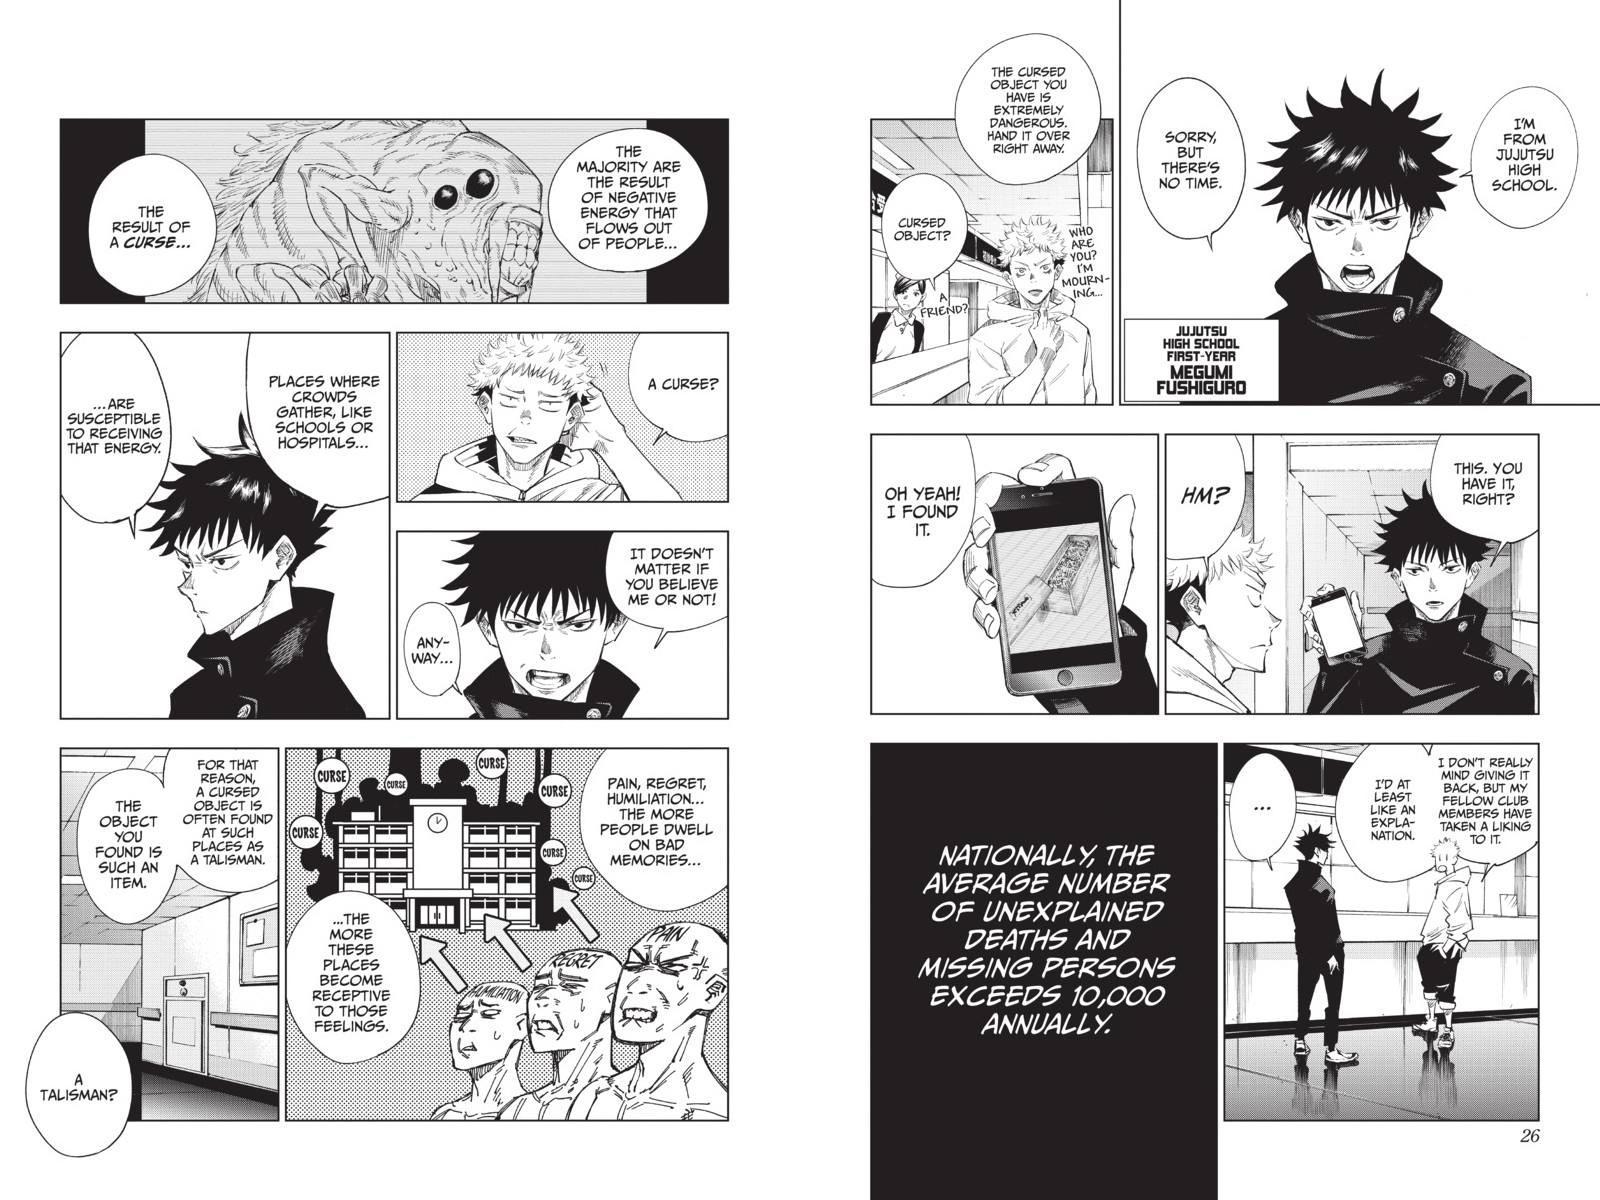 I'M
FROM
JUJUTSU
HIGH
SCHOOL.
SORRY,
BUT
THERE'S
NO TIME.
JUJUTSU
HIGH SCHOOL
FIRST-YEAR
MEGUMI
FUSHIGURO
THE CURSED
OBJECT YOU
HAVE IS
EXTREMELY
DANGEROUS.
HAND IT OVER
RIGHT AWAY.
WHO
ARE
YOU?
I'M
MOURN-
ING...
CURSED
OBJECT?
A
FRIEND?
THIS. YOU
HAVE IT,
RIGHT?
HM?
OH YEAH!
I FOUND
IT.
I DON'T REALLY
MIND GIVING IT
BACK, BUT MY
FELLOW CLUB
MEMBERS HAVE
TAKEN A LIKING
TO IT.
I'D AT
LEAST
LIKE AN
EXPLA-
NATION.
...
NATIONALLY, THE
AVERAGE NUMBER
OF UNEXPLAINED
DEATHS AND
MISSING PERSONS
EXCEEDS 10,000
ANNUALLY.
26
THE
MAJORITY ARE
THE RESULT
OF NEGATIVE
ENERGY THAT
FLOWS OUT
OF PEOPLE...
THE
RESULT OF
A CURSE...
A CURSE?
IT DOESN'T
MATTER IF
YOU BELIEVE
ME OR NOT!
ANY-
WAY...
PLACES WHERE
CROWDS
GATHER, LIKE
SCHOOLS OR
HOSPITALS...
...ARE
SUSCEPTIBLE
TO RECEIVING
THAT ENERGY.
PAIN, REGRET,
HUMILIATION...
THE MORE
PEOPLE DWELL
ON BAD
MEMORIES...
CURSE
CURSE
CURSE
CURSE
CURSE
CURSE
CURSE
...THE
MORE
THESE
PLACES
BECOME
RECEPTIVE
TO THOSE
FEELINGS.
PAIN
REGRET
HUMILIATION
FOR THAT
REASON,
A CURSED
OBJECT IS
OFTEN FOUND
AT SUCH
PLACES AS
A TALISMAN.
THE
OBJECT
YOU
FOUND IS
SUCH AN
ITEM.
A
TALISMAN?